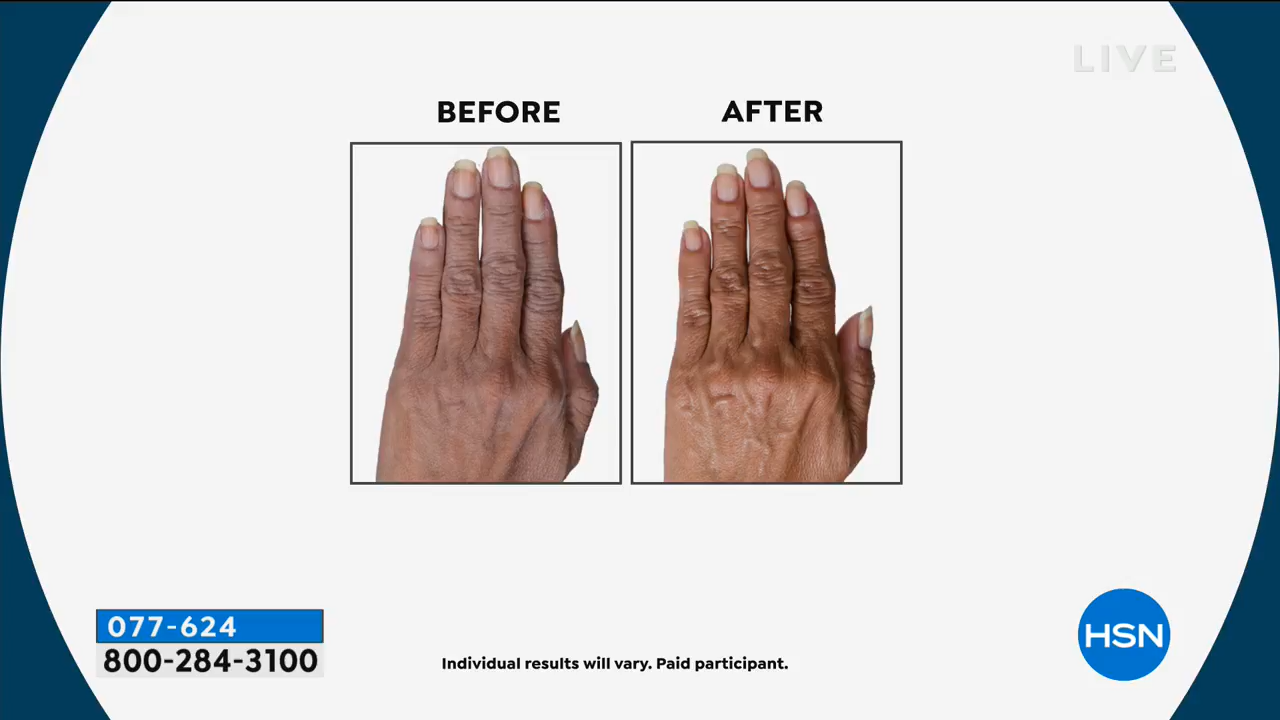 LIVE
BEFORE
AFTER
077-624
800-284-3100
Individual results will vary. Paid participant.
HSN